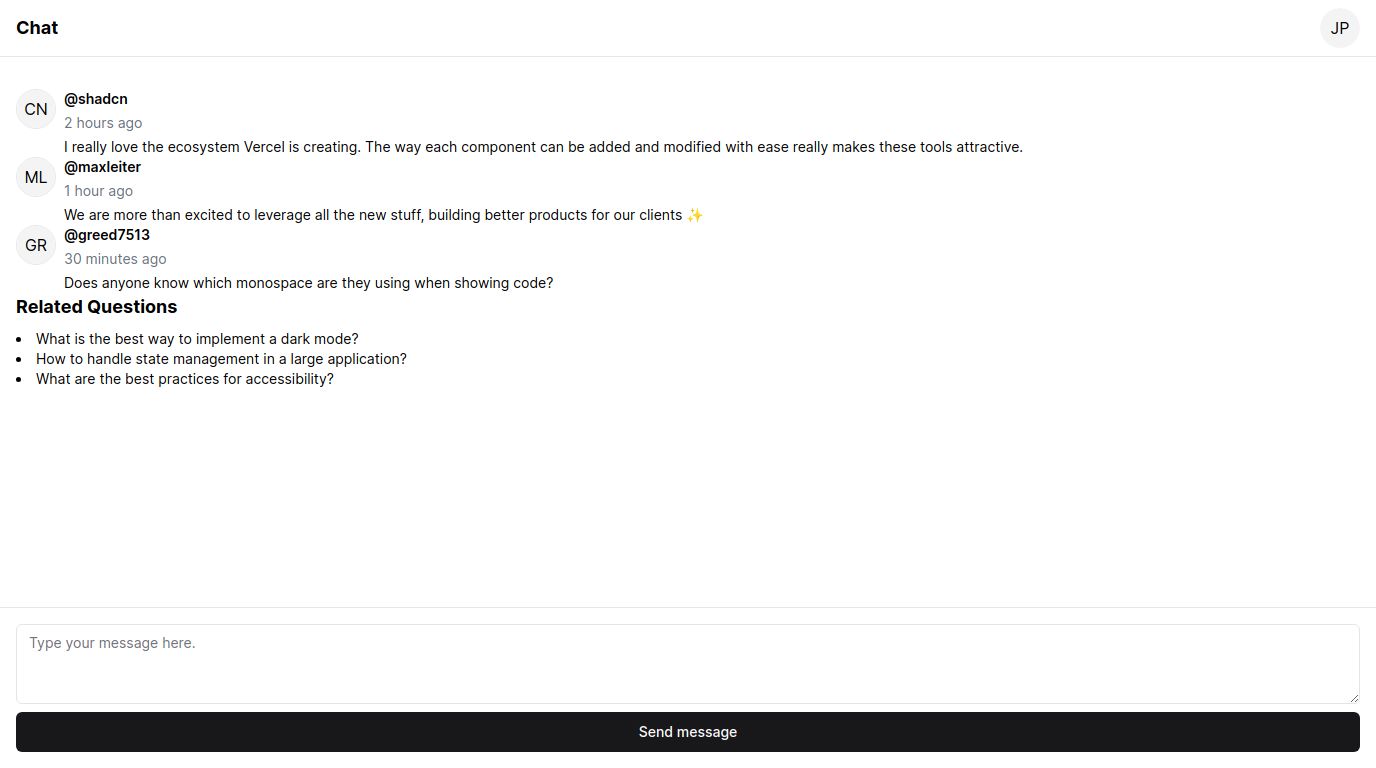 Chat
JP
CN
@shadcn
2 hours ago
I really love the ecosystem Vercel is creating. The way each component can be added and modified with ease really makes these tools attractive.
ML
@maxleiter
1 hour ago
We are more than excited to leverage all the new stuff, building better products for our clients ✨
GR
@greed7513
30 minutes ago
Does anyone know which monospace are they using when showing code?
Related Questions
• What is the best way to implement a dark mode?
• How to handle state management in a large application?
• What are the best practices for accessibility?
Type your message here.
Send message